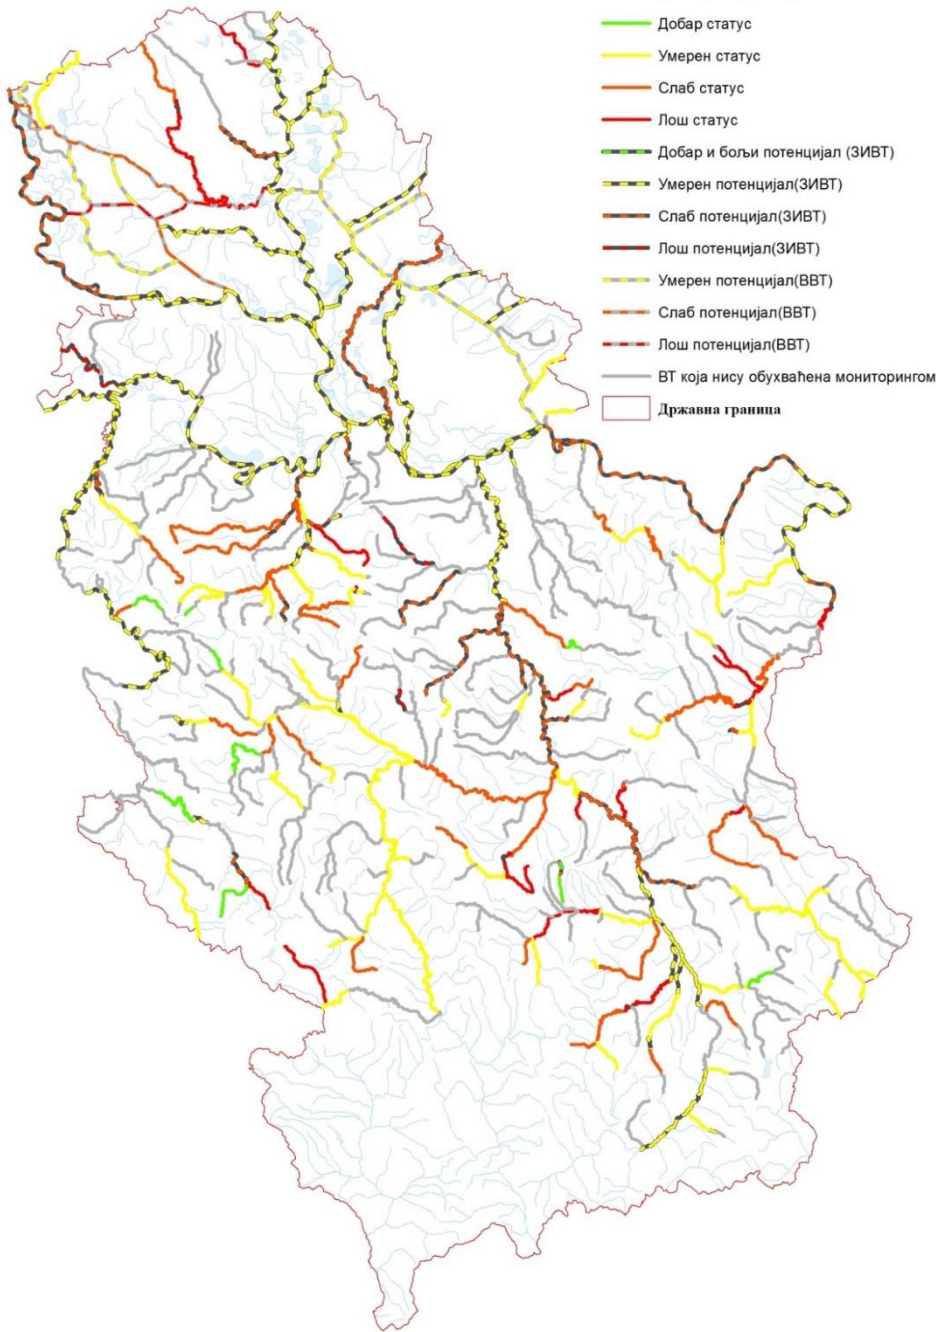 Добар статус
Умерен статус
Слаб статус
Лош статус
Добар и бољи потенцијал (ЗИВТ)
Умерен потенцијал(ЗИВТ)
Слаб потенцијал(ЗИВТ)
Лош потенцијал(ЗИВТ)
Умерен потенцијал(ВВТ)
Слаб потенцијал(ВВТ)
Лош потенцијал(ВВТ)
ВТ која нису обухваћена мониторингом
Државна граница